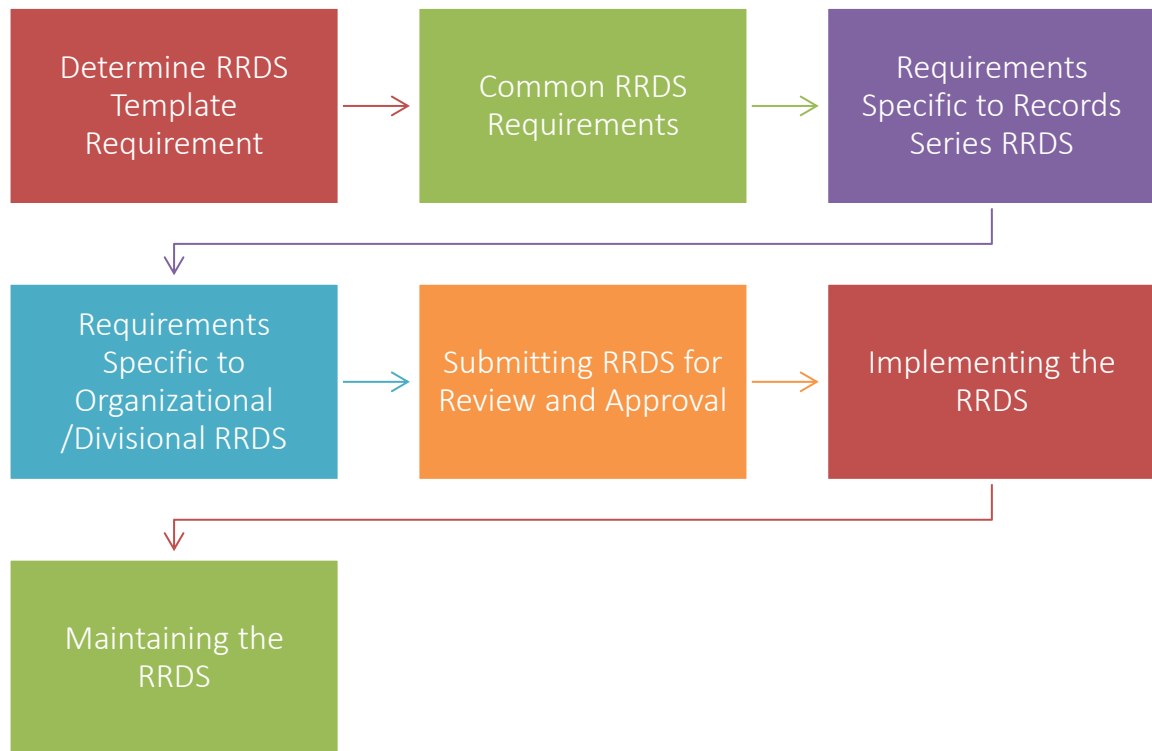 Determine RRDS
Template
Requirement
Common RRDS
Requirements
Requirements
Specific to Records
Series RRDS
Requirements
Specific to
Organizational
/Divisional RRDS
Submitting RRDS for
Review and Approval
Implementing the
RRDS
Maintaining the
RRDS